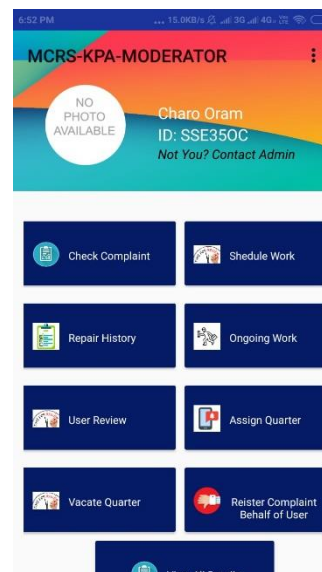 6:52 PM
... 15.0KB/s 3G 4G
MCRS-KPA-MODERATOR
NO
PHOTO
AVAILABLE
Charo Oram
ID: SSE35OC
Not You? Contact Admin
Check Complaint
Shedule Work
Repair History
Ongoing Work
User Review
Assign Quarter
Vacate Quarter
Reister Complaint
Behalf of User